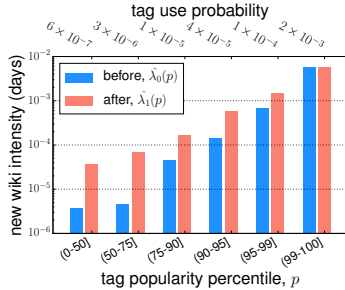 tag use probability
6 × 10⁻⁷ 3 × 10⁻⁶ 1 × 10⁻⁵ 4 × 10⁻⁵ 1 × 10⁻⁴ 2 × 10⁻³
new wiki intensity (days)
10⁻²
10⁻³
10⁻⁴
10⁻⁵
10⁻⁶
before, λ̂₀(p)
after, λ̂₁(p)
(0-50] (50-75] (75-90] (90-95] (95-99] (99-100]
tag popularity percentile, p